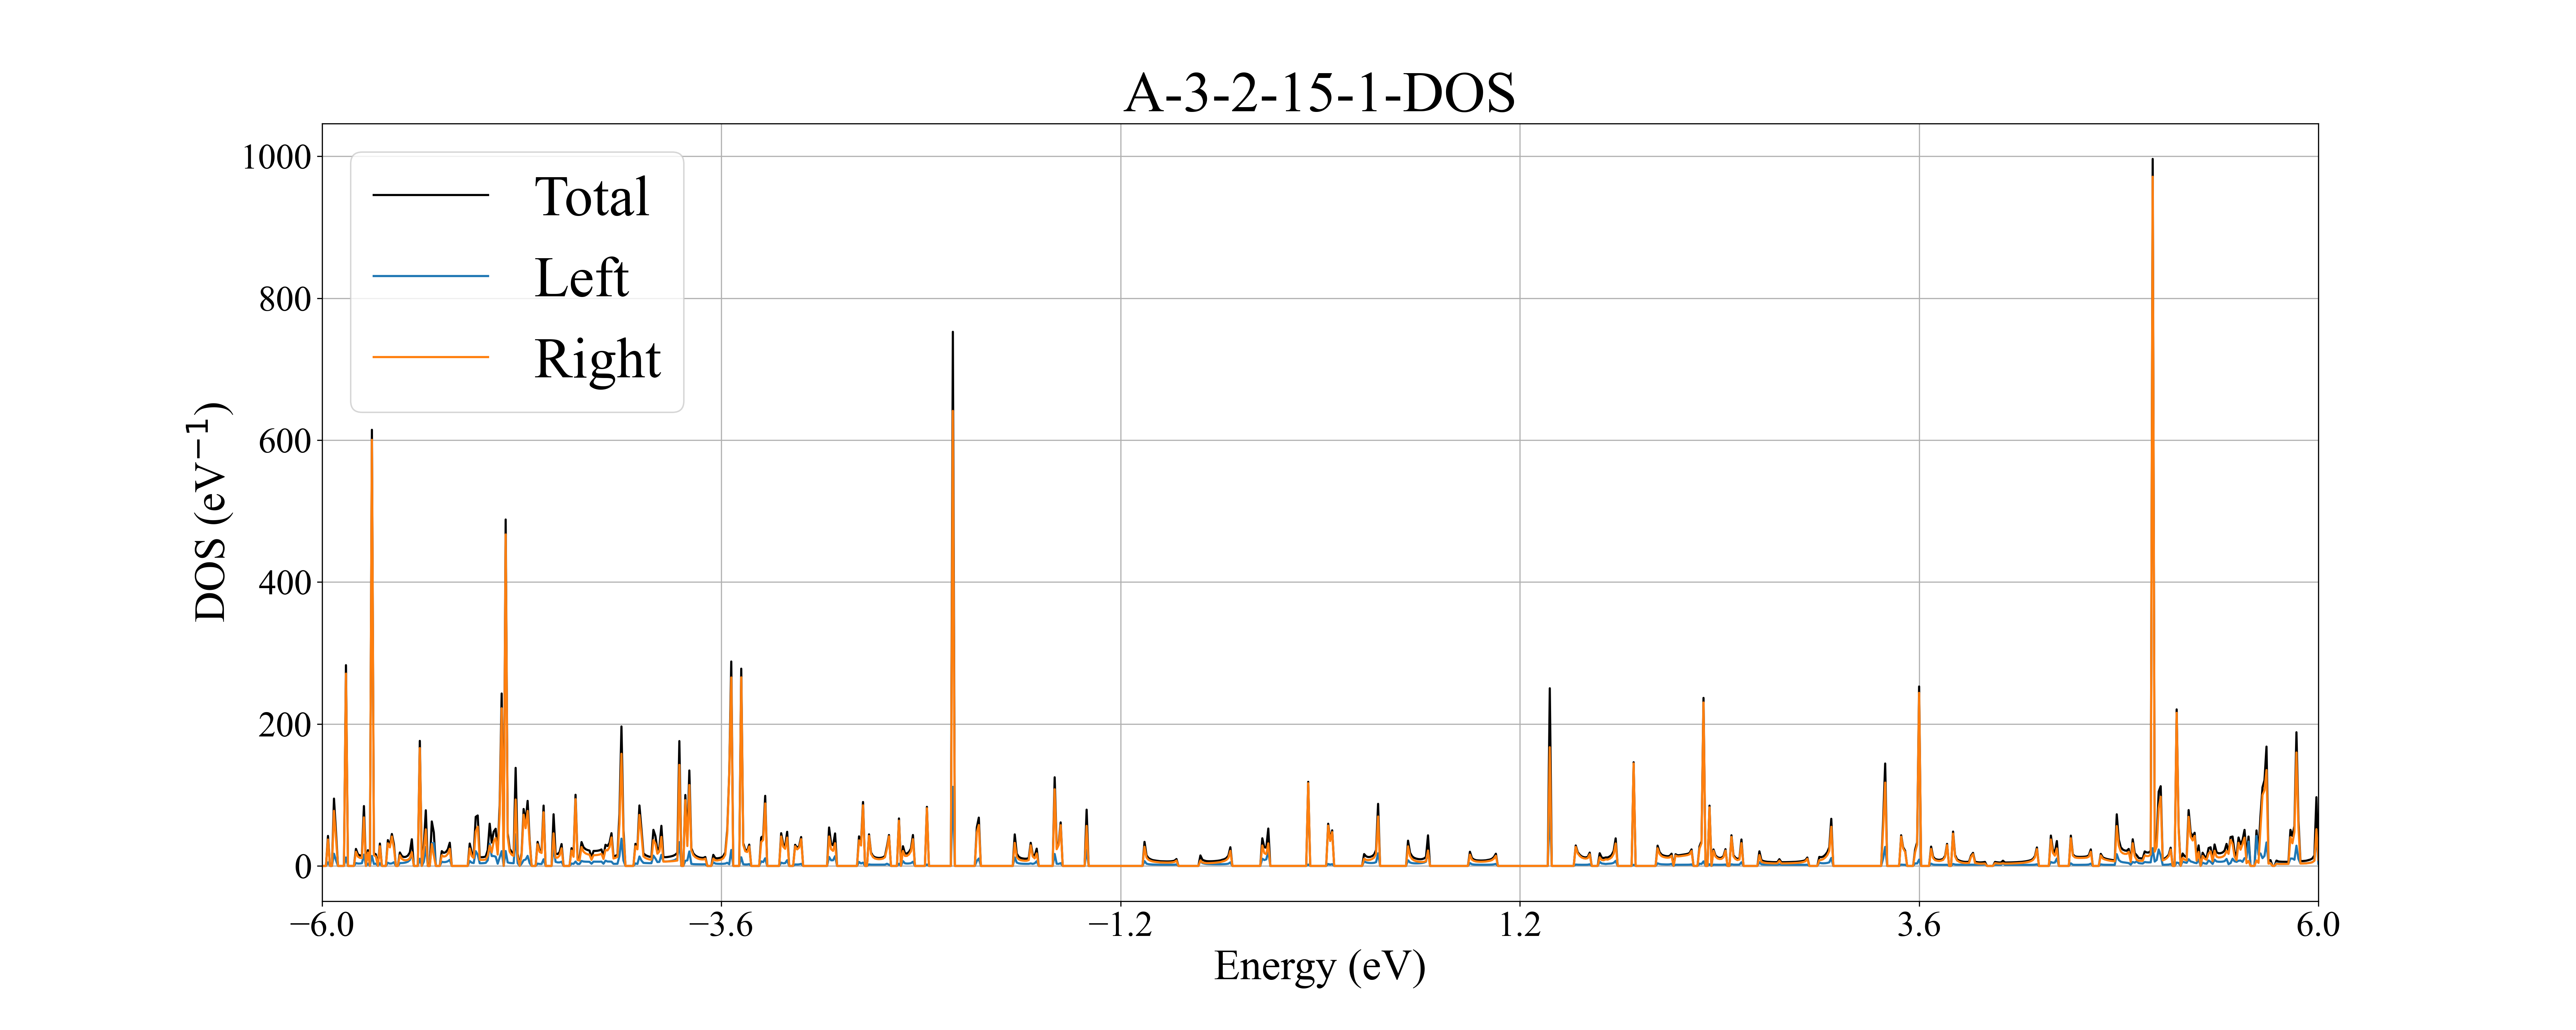 A-3-2-15-1-DOS
Total
Left
Right
1000
800
600
400
200
0
DOS (eV⁻¹)
−6.0 −3.6 −1.2 1.2 3.6 6.0
Energy (eV)